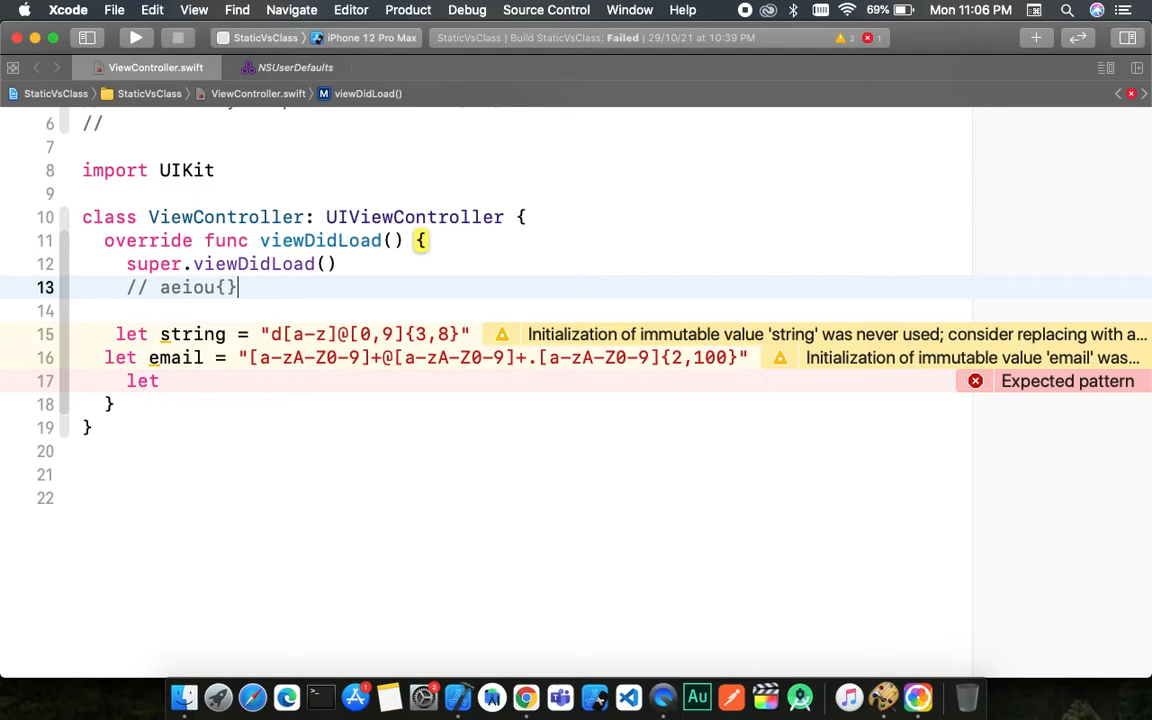 Xcode File Edit View Find Navigate Editor Product Debug Source Control Window Help 69% Mon 11:06 PM
StaticVsClass iPhone 12 Pro Max StaticVsClass | Build StaticVsClass: Failed | 29/10/21 at 10:39 PM 2 1
ViewController.swift NSUserDefaults
StaticVsClass StaticVsClass ViewController.swift M viewDidLoad()
6 //
7
8 import UIKit
9
10 class ViewController: UIViewController {
11 override func viewDidLoad() {
12 super.viewDidLoad()
13 // aeiou{}
14
15 let string = "d[a-z]@[0,9]{3,8}" Initialization of immutable value 'string' was never used; consider replacing with a...
16 let email = "[a-zA-Z0-9]+@[a-zA-Z0-9]+.[a-zA-Z0-9]{2,100}" Initialization of immutable value 'email' was...
17 let Expected pattern
18 }
19 }
20
21
22
Au